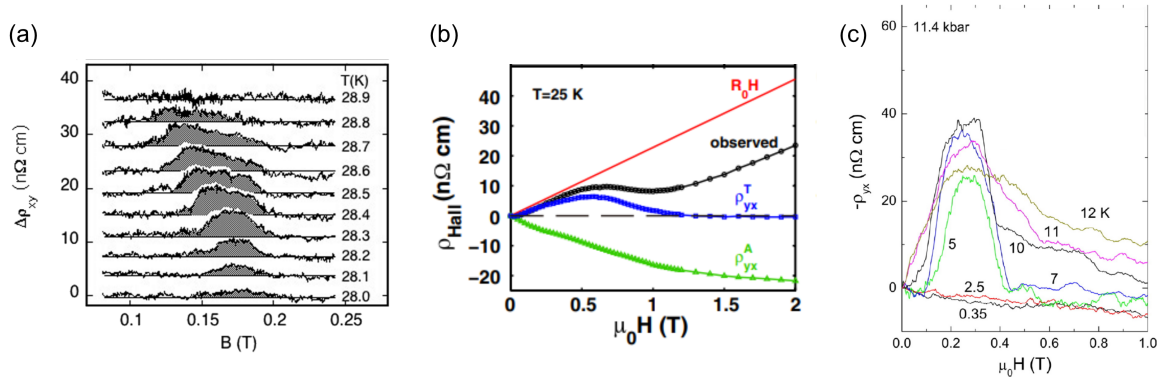 (a)
40
30
20
10
0
Δρxy (nΩ cm)
T(K)
28.9
28.8
28.7
28.6
28.5
28.4
28.3
28.2
28.1
28.0
0.1
0.15
0.2
0.25
B (T)
(b)
40
30
20
10
0
−10
−20
ρHall(nΩ cm)
T=25 K
R0H
observed
ρTyx
ρAyx
0
0.5
1
1.5
2
μ0H (T)
(c)
60
40
20
0
-ρyx (nΩ cm)
11.4 kbar
12 K
11
10
5
7
2.5
0.35
0.0
0.2
0.4
0.6
0.8
1.0
μ0H (T)